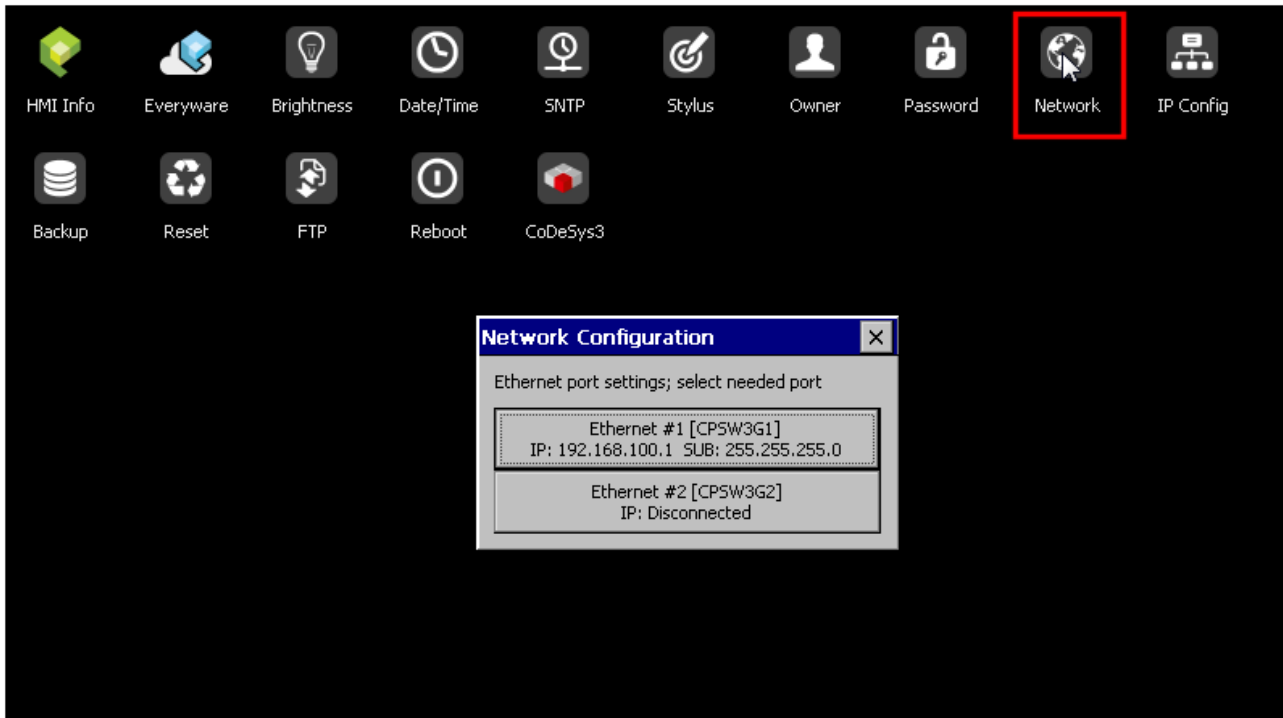 HMI Info
Everyware
Brightness
Date/Time
SNTP
Stylus
Owner
Password
Network
IP Config
Backup
Reset
FTP
Reboot
CoDeSys3
Network Configuration
Ethernet port settings; select needed port
Ethernet #1 [CPSW3G1]
IP: 192.168.100.1 SUB: 255.255.255.0
Ethernet #2 [CPSW3G2]
IP: Disconnected